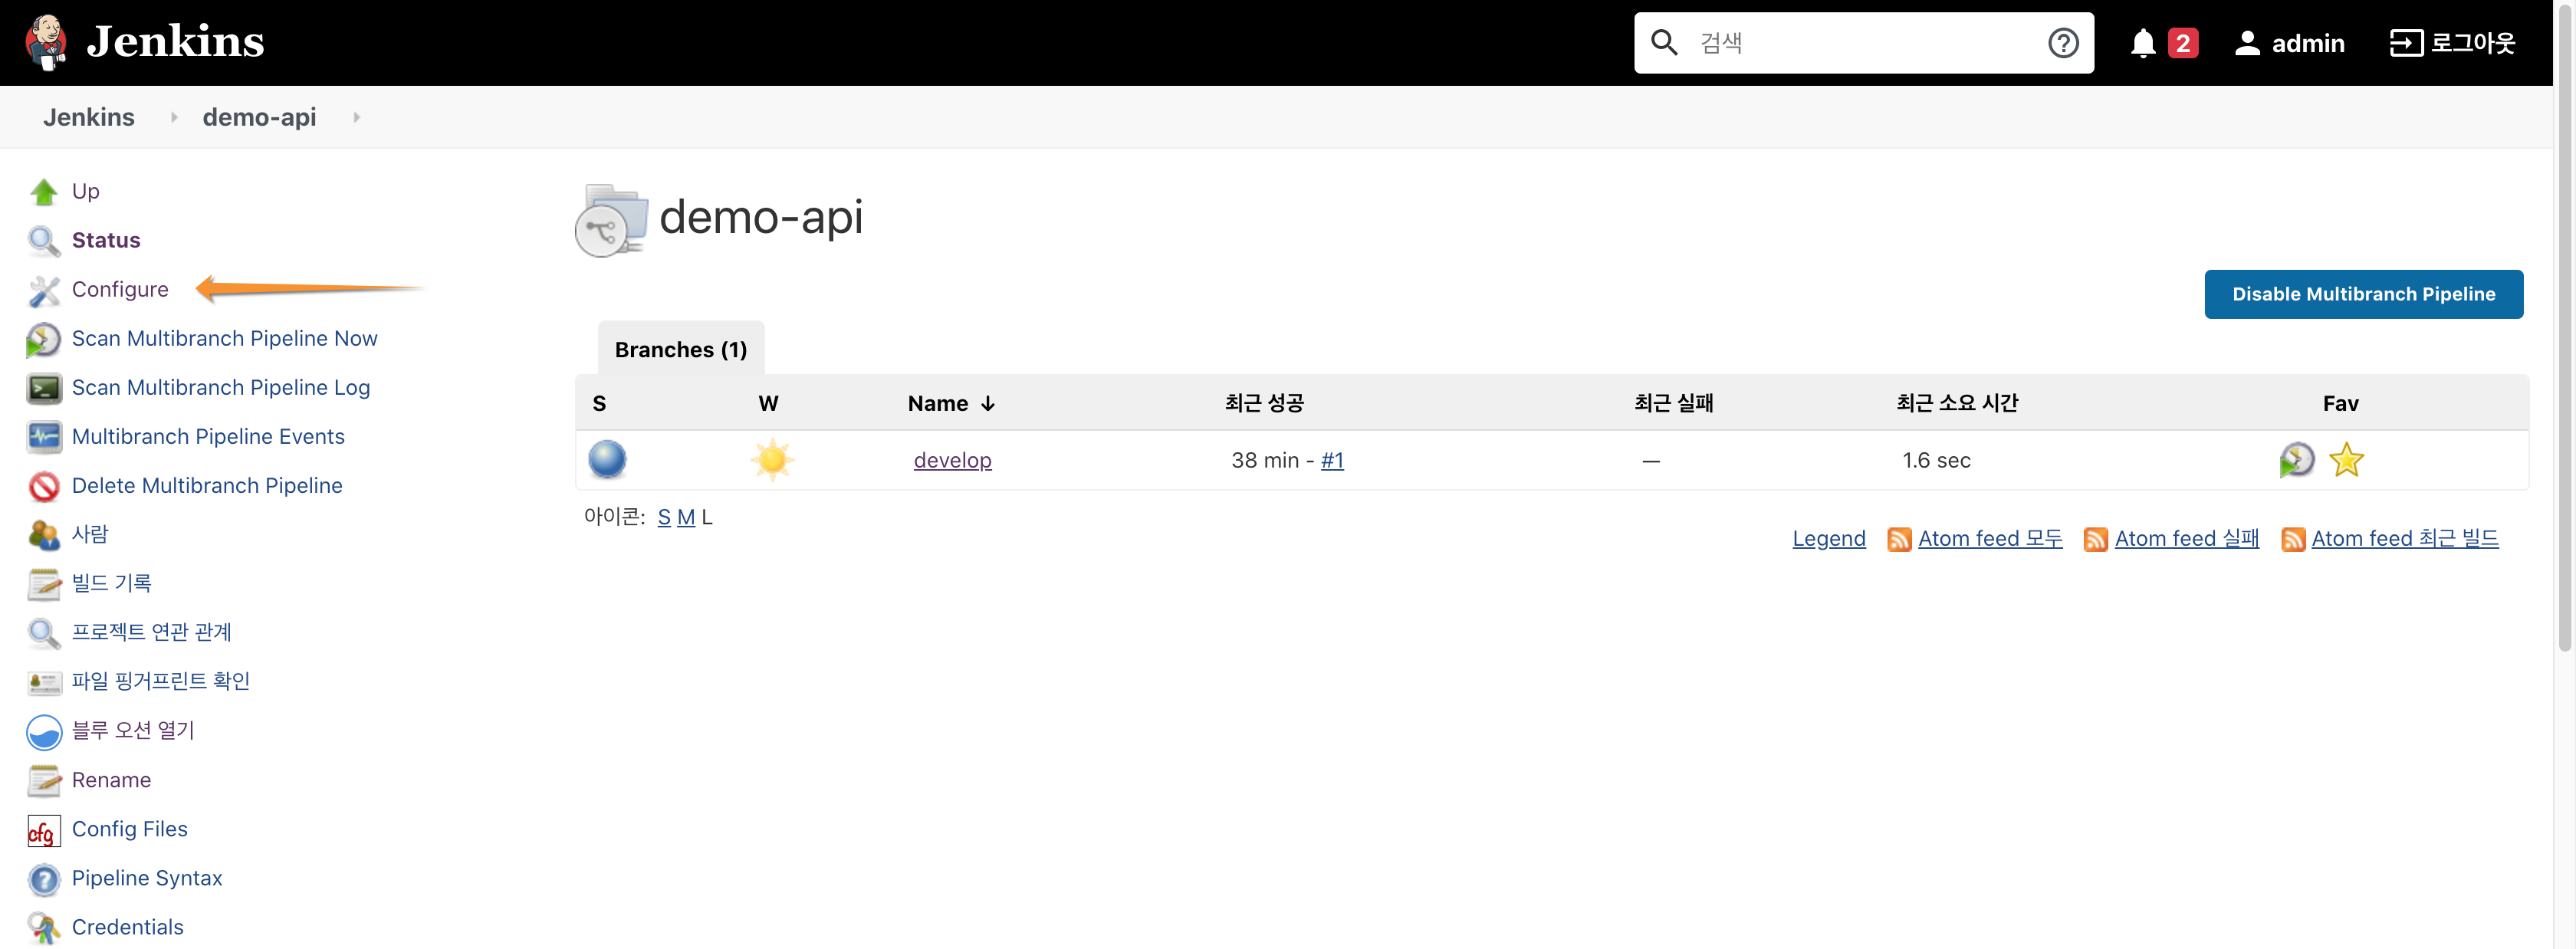 Jenkins
검색
2
admin
로그아웃
Jenkins
demo-api
Up
Status
Configure
Scan Multibranch Pipeline Now
Scan Multibranch Pipeline Log
Multibranch Pipeline Events
Delete Multibranch Pipeline
사람
빌드 기록
프로젝트 연관 관계
파일 핑거프린트 확인
블루 오션 열기
Rename
cfg Config Files
Pipeline Syntax
Credentials
demo-api
Disable Multibranch Pipeline
Branches (1)
S W Name ↓ 최근 성공 최근 실패 최근 소요 시간 Fav
develop 38 min - #1 — 1.6 sec
아이콘: S M L
Legend Atom feed 모두 Atom feed 실패 Atom feed 최근 빌드